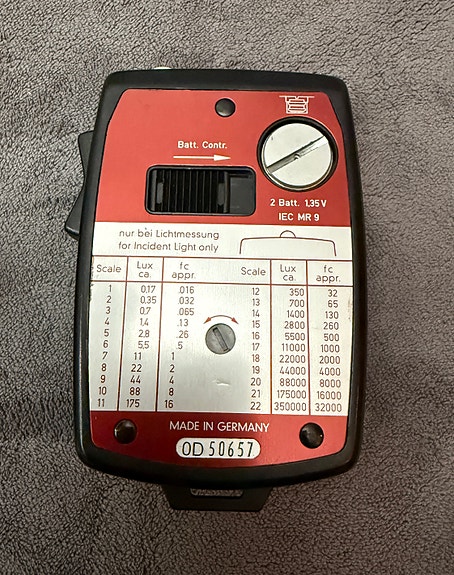 Batt. Contr.
2 Batt. 1,35 V
IEC MR 9
nur bei Lichtmessung
for Incident Light only
Scale Lux ca. fc appr. Scale Lux ca. fc appr.
1 0,17 .016 12 350 32
2 0,35 .032 13 700 65
3 0,7 .065 14 1400 130
4 1,4 .13 15 2800 260
5 2,8 .26 16 5500 500
6 5,5 .5 17 11000 1000
7 11 1 18 22000 2000
8 22 2 19 44000 4000
9 44 4 20 88000 8000
10 88 8 21 175000 16000
11 175 16 22 350000 32000
MADE IN GERMANY
OD 50657